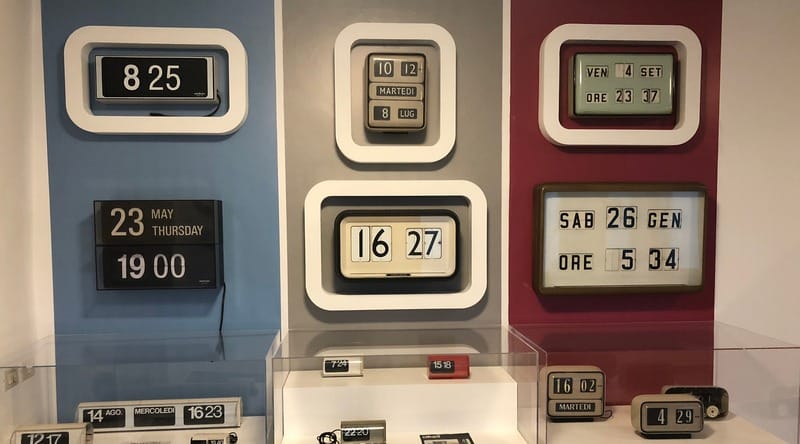 8 25
10 12
MARTEDI
8 LUG
VEN 4 SET
ORE 23 37
23 MAY
THURSDAY
19 00
16 27
SAB 26 GEN
ORE 5 34
7 24
15 18
14 AGO. MERCOLEDI 16 23
16 02
MARTEDI
4 29
12 17
22 20